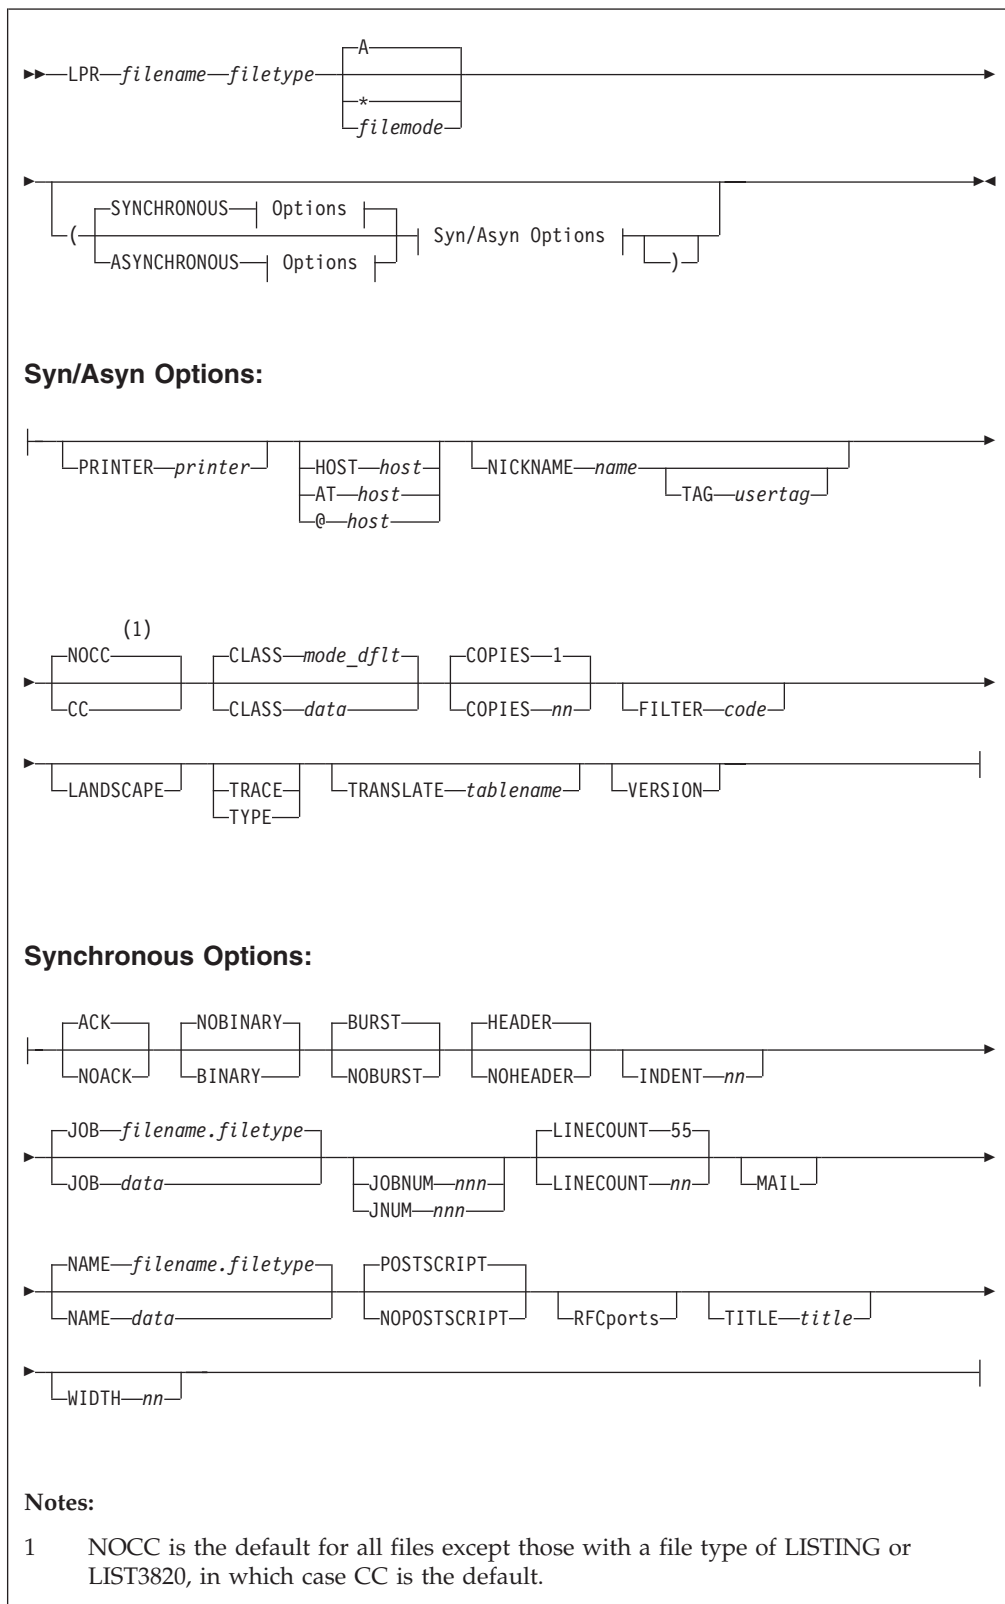 A
LPR filename filetype
*
filemode
SYNCHRONOUS Options
( Syn/Asyn Options
ASYNCHRONOUS Options )
Syn/Asyn Options:
PRINTER printer HOST host NICKNAME name
AT host TAG usertag
@ host
(1)
NOCC CLASS mode_dflt COPIES 1
CC CLASS data COPIES nn FILTER code
LANDSCAPE TRACE TRANSLATE tablename VERSION
TYPE
Synchronous Options:
ACK NOBINARY BURST HEADER
NOACK BINARY NOBURST NOHEADER INDENT nn
JOB filename.filetype LINECOUNT 55
JOB data JOBNUM nnn LINECOUNT nn MAIL
JNUM nnn
NAME filename.filetype POSTSCRIPT
NAME data NOPOSTSCRIPT RFCports TITLE title
WIDTH nn
Notes:
1 NOCC is the default for all files except those with a file type of LISTING or
LIST3820, in which case CC is the default.